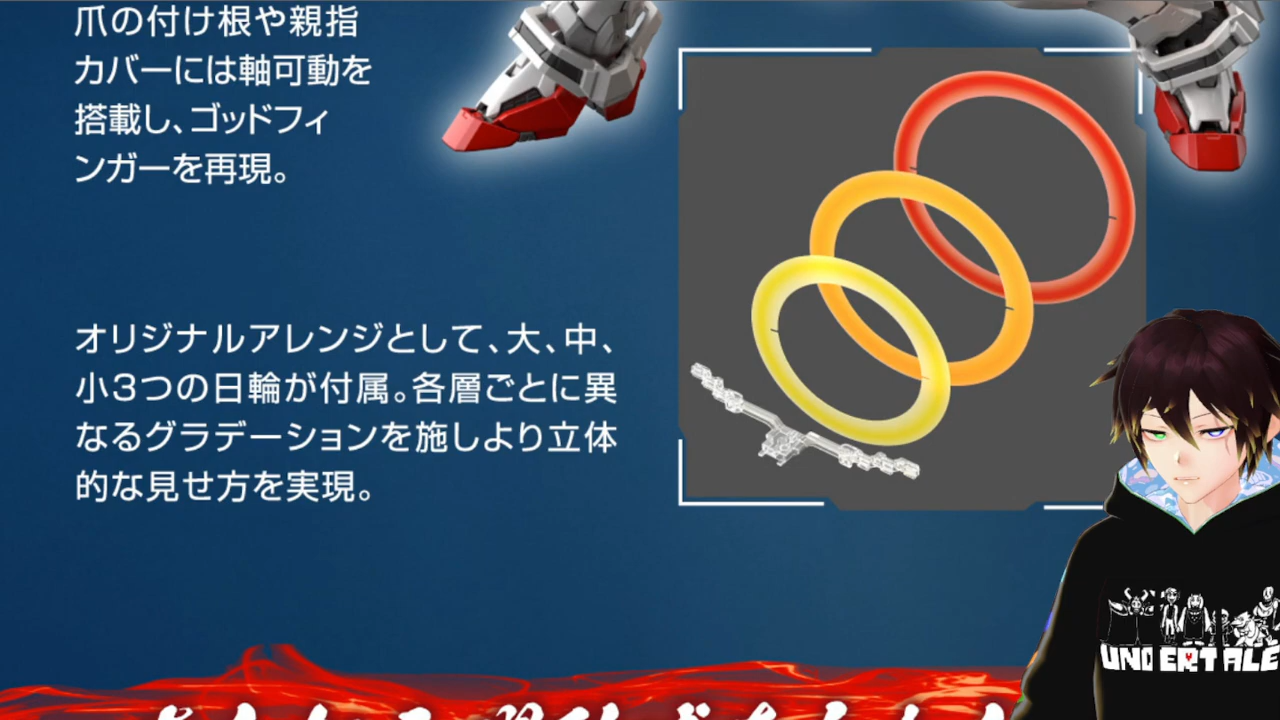 爪の付け根や親指
カバーには軸可動を
搭載し、ゴッドフィ
ンガーを再現。
オリジナルアレンジとして、大、中、
小3つの日輪が付属。各層ごとに異
なるグラデーションを施しより立体
的な見せ方を実現。
UNDERTALE